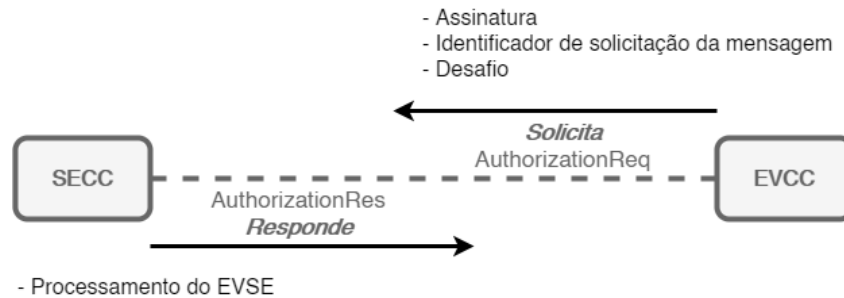 - Assinatura
- Identificador de solicitação da mensagem
- Desafio
Solicita
SECC
AuthorizationReq
EVCC
AuthorizationRes
Responde
- Processamento do EVSE